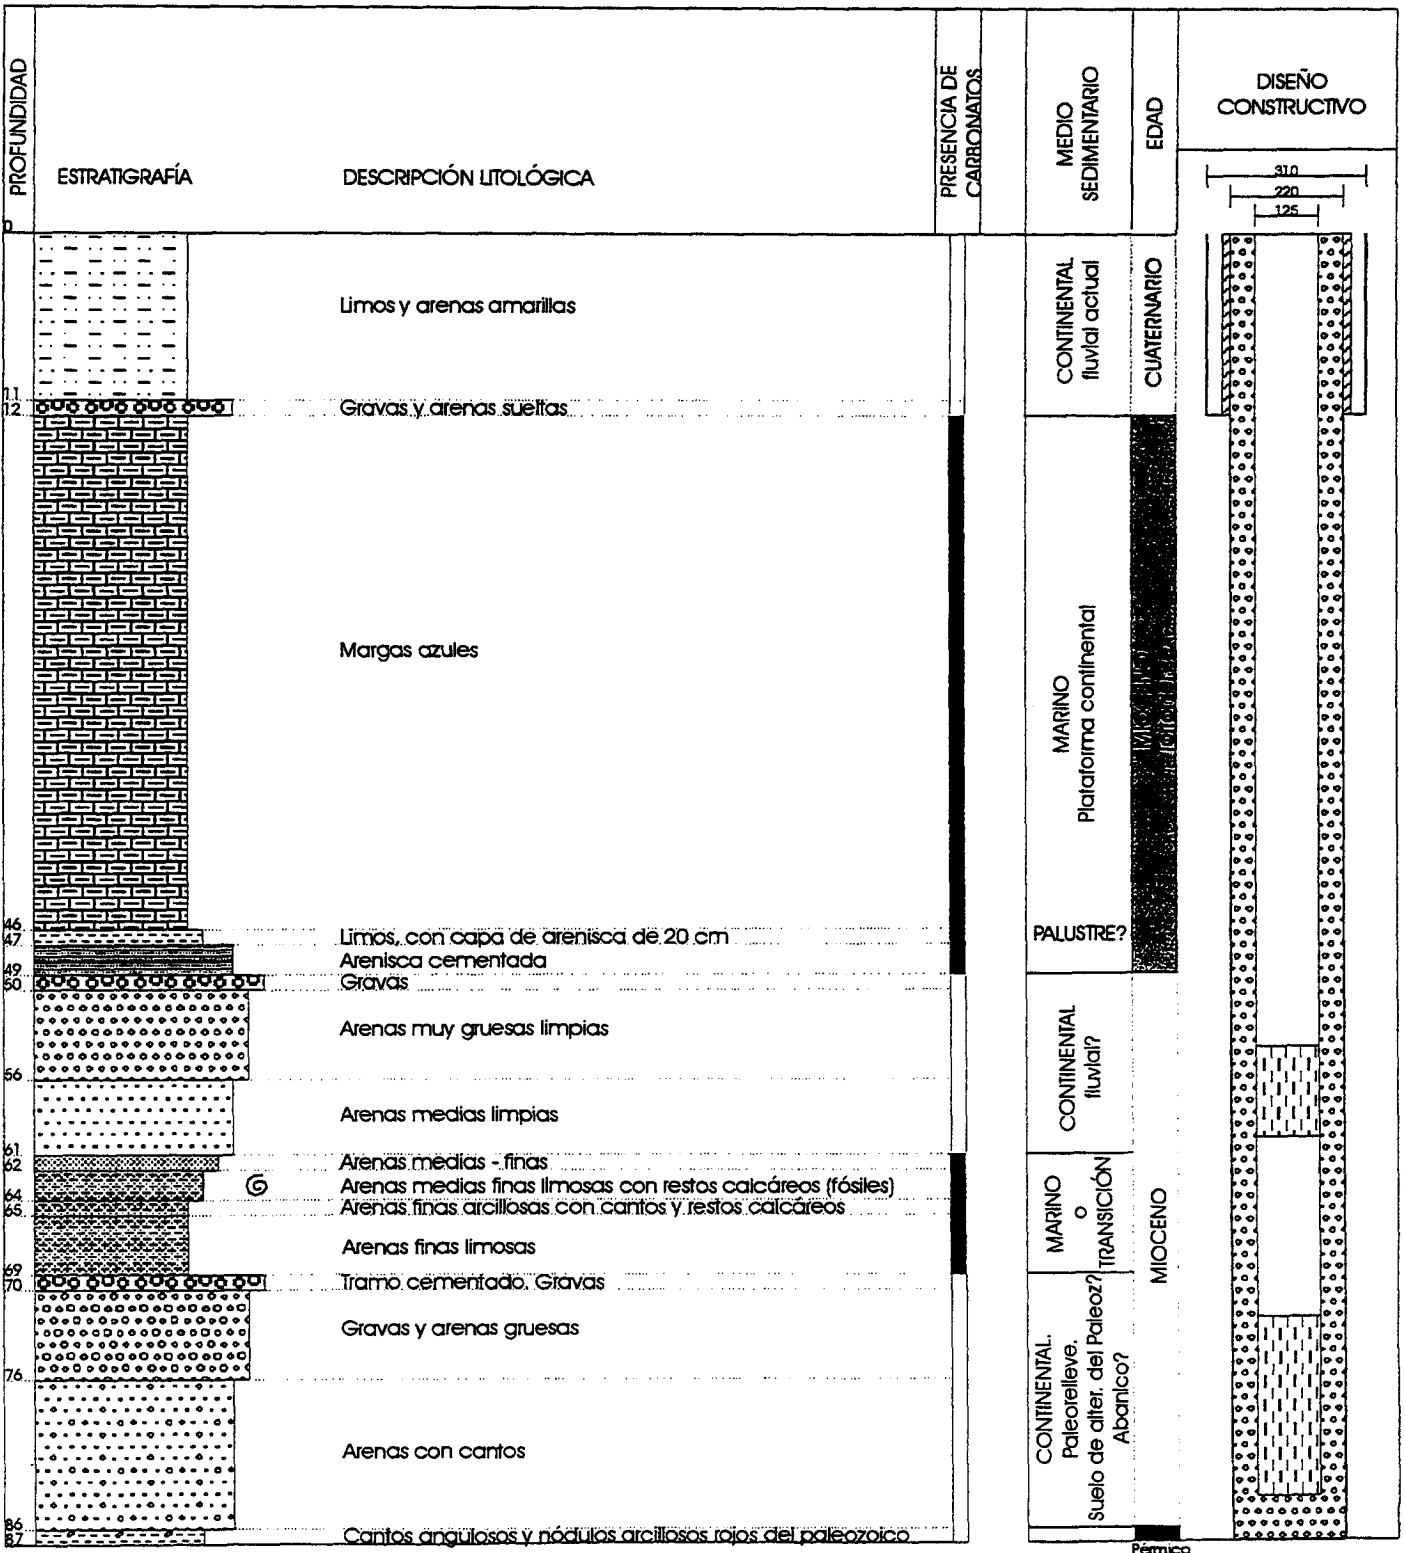 PROFUNDIDAD
ESTRATIGRAFÍA
DESCRIPCIÓN LITOLÓGICA
PRESENCIA DE
CARBONATOS
MEDIO
SEDIMENTARIO
EDAD
DISEÑO
CONSTRUCTIVO
310
220
125
0
Limos y arenas amarillas
11
12
Gravas y arenas sueltas
Margas azules
46
47
Limos, con capa de arenisca de 20 cm
Arenisca cementada
49
50
Gravas
Arenas muy gruesas limpias
56
Arenas medias limpias
61
62
Arenas medias - finas
Arenas medias finas limosas con restos calcáreos (fósiles)
64
65
Arenas finas arcillosas con cantos y restos calcáreos
Arenas finas limosas
69
70
Tramo cementado. Gravas
Gravas y arenas gruesas
76
Arenas con cantos
86
87
Cantos angulosos y nódulos arcillosos rojos del paleozoico
CONTINENTAL
fluvial actual
CUATERNARIO
MARINO
Plataforma continental
PALUSTRE?
CONTINENTAL
fluvial?
MARINO
O
TRANSICIÓN
MIOCENO
CONTINENTAL.
Paleorelieve.
Suelo de alter. del Paleoz?
Abanico?
Pérmico